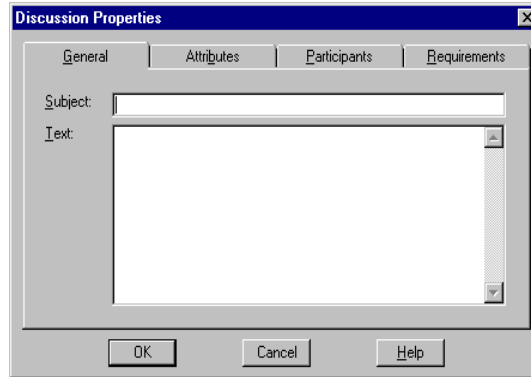 Discussion Properties
General Attributes Participants Requirements
Subject:
Text:
OK Cancel Help